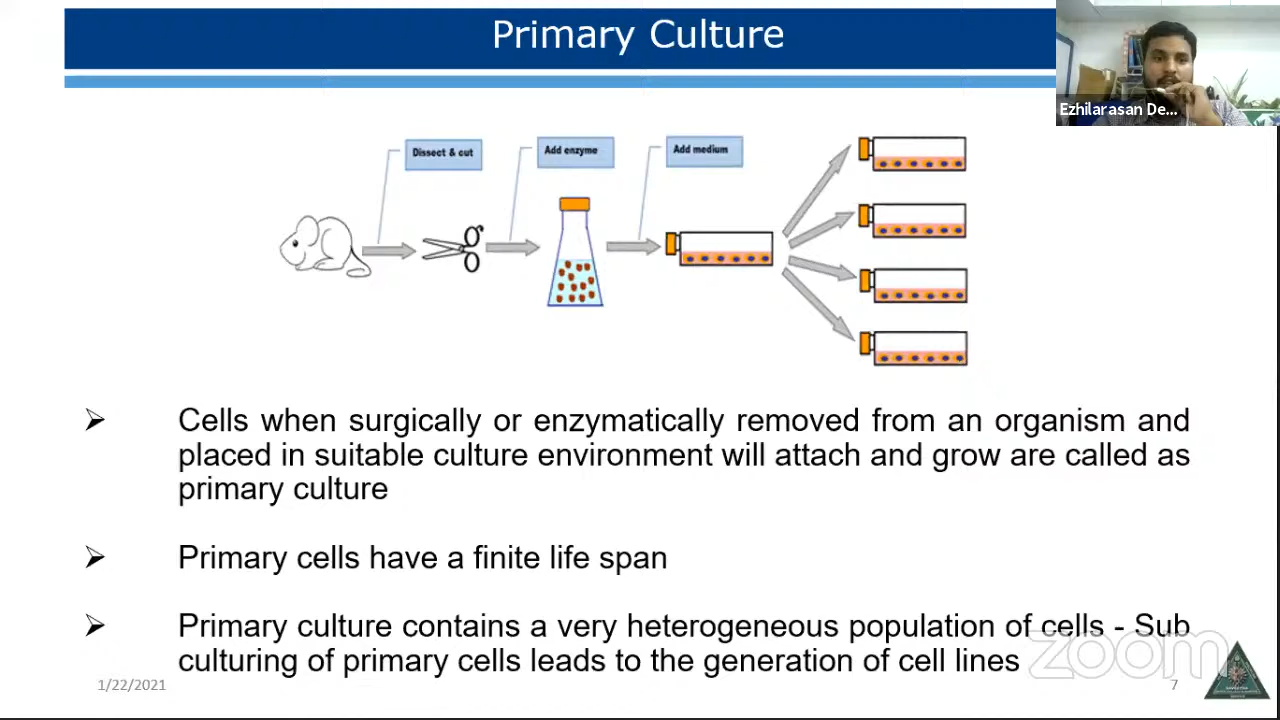 Primary Culture
Ezhilarasan De...
Dissect & cut
Add enzyme
Add medium
Cells when surgically or enzymatically removed from an organism and
placed in suitable culture environment will attach and grow are called as
primary culture
Primary cells have a finite life span
Primary culture contains a very heterogeneous population of cells - Sub
culturing of primary cells leads to the generation of cell lines
zoom
1/22/2021
7